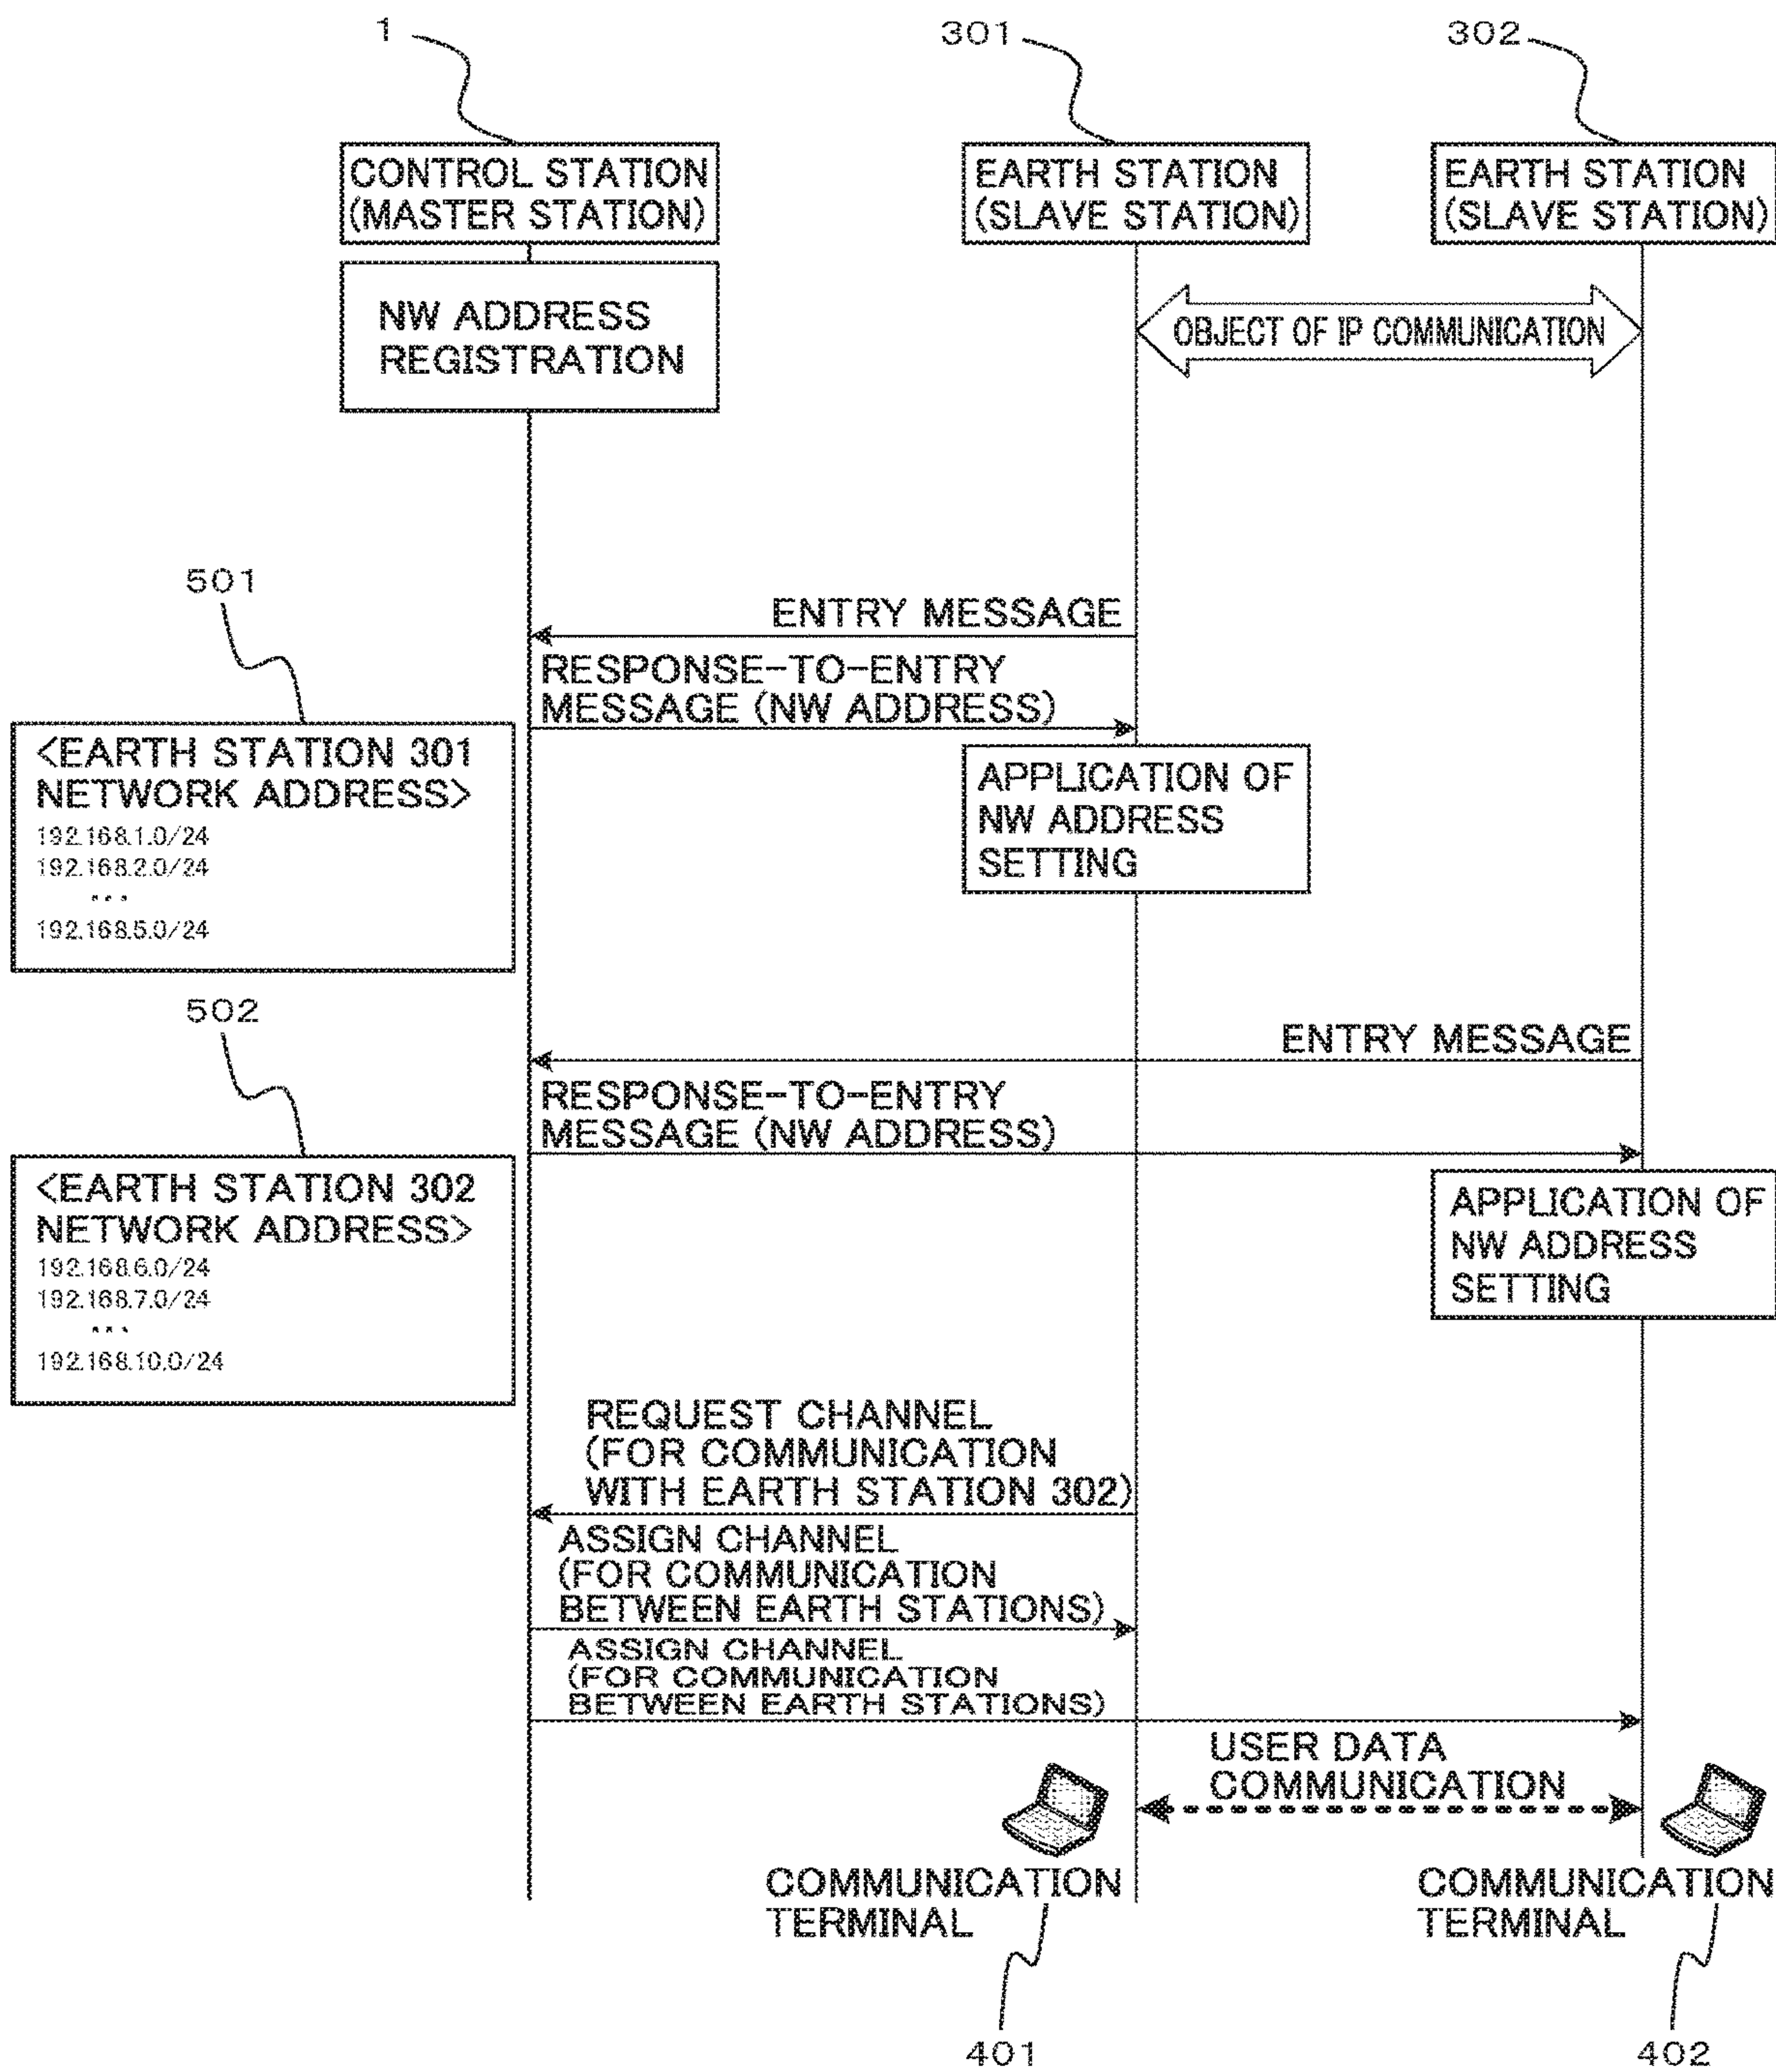 1
301
302
CONTROL STATION
(MASTER STATION)
EARTH STATION
(SLAVE STATION)
EARTH STATION
(SLAVE STATION)
NW ADDRESS
REGISTRATION
OBJECT OF IP COMMUNICATION
501
ENTRY MESSAGE
RESPONSE-TO-ENTRY
MESSAGE (NW ADDRESS)
<EARTH STATION 301
NETWORK ADDRESS>
192.168.1.0/24
192.168.2.0/24
...
192.168.5.0/24
APPLICATION OF
NW ADDRESS
SETTING
502
ENTRY MESSAGE
RESPONSE-TO-ENTRY
MESSAGE (NW ADDRESS)
<EARTH STATION 302
NETWORK ADDRESS>
192.168.6.0/24
192.168.7.0/24
...
192.168.10.0/24
APPLICATION OF
NW ADDRESS
SETTING
REQUEST CHANNEL
(FOR COMMUNICATION
WITH EARTH STATION 302)
ASSIGN CHANNEL
(FOR COMMUNICATION
BETWEEN EARTH STATIONS)
ASSIGN CHANNEL
(FOR COMMUNICATION
BETWEEN EARTH STATIONS)
USER DATA
COMMUNICATION
COMMUNICATION
TERMINAL
COMMUNICATION
TERMINAL
401
402